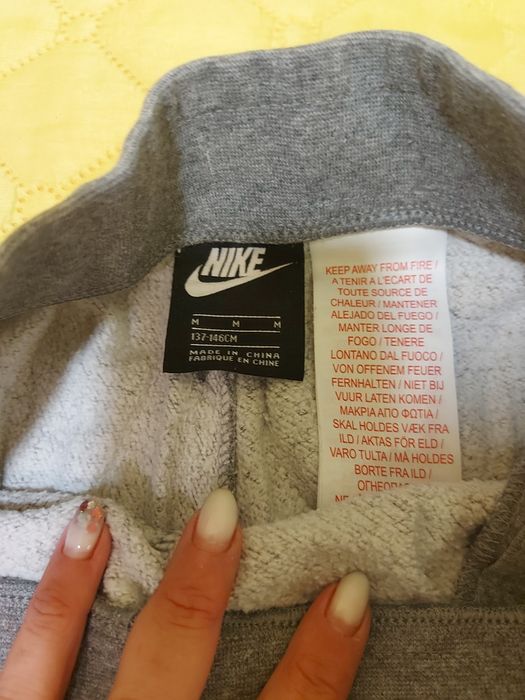 NIKE
M M M
137-146CM
MADE IN CHINA
FABRIQUE EN CHINE
KEEP AWAY FROM FIRE /
A TENIR A L'ECART DE
TOUTE SOURCE DE
CHALEUR / MANTENER
ALEJADO DEL FUEGO /
MANTER LONGE DE
FOGO / TENERE
LONTANO DAL FUOCO /
VON OFFENEM FEUER
FERNHALTEN / NIET BIJ
VUUR LATEN KOMEN /
ΜΑΚΡΙΑ ΑΠΟ ΦΩΤΙΑ /
SKAL HOLDES VÆK FRA
ILD / AKTAS FÖR ELD /
VARO TULTA / MÅ HOLDES
BORTE FRA ILD /